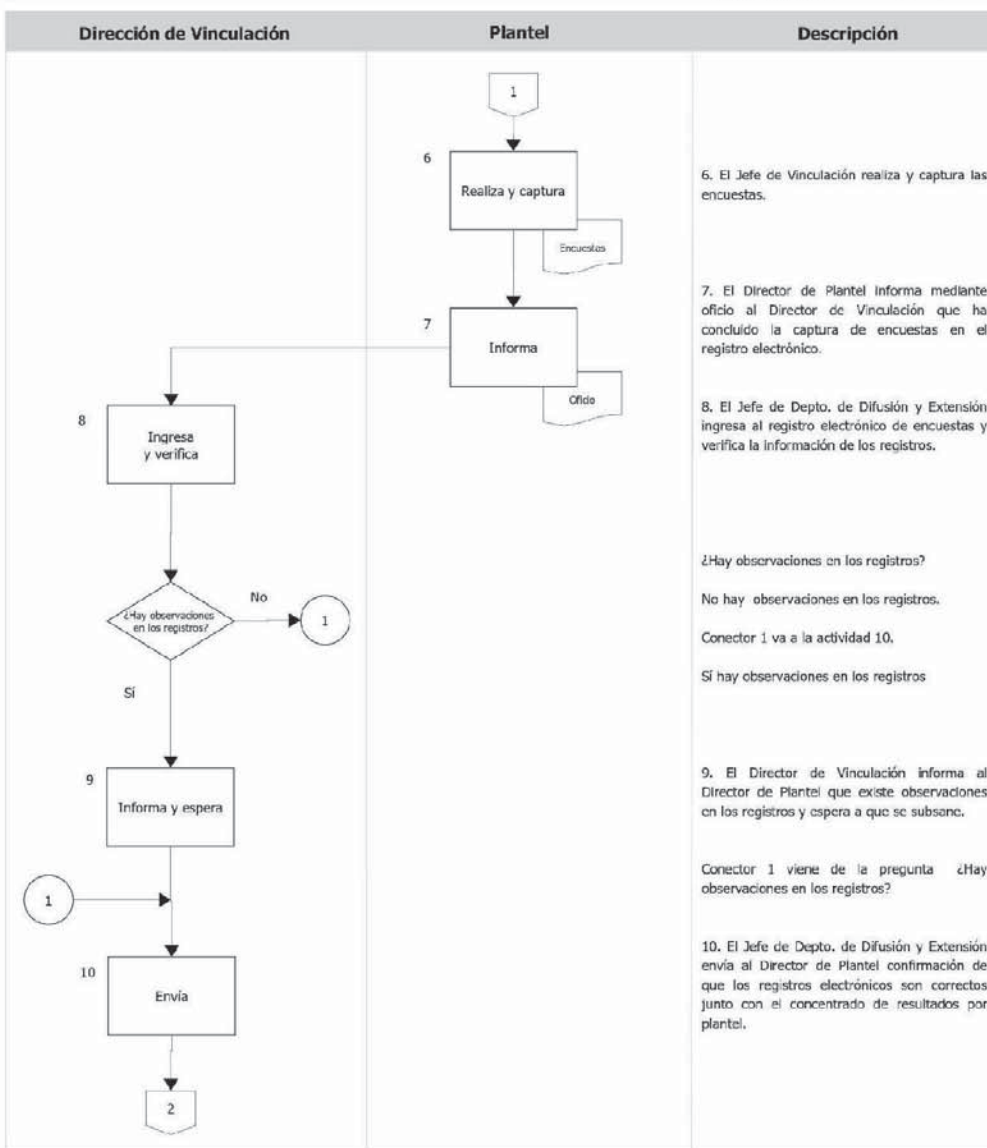 Dirección de Vinculación
Plantel
Descripción
1
6
Realiza y captura
Encuestas
6. El Jefe de Vinculación realiza y captura las
encuestas.
7
Informa
Oficio
7. El Director de Plantel informa mediante
oficio al Director de Vinculación que ha
concluido la captura de encuestas en el
registro electrónico.
8
Ingresa
y verifica
8. El Jefe de Depto. de Difusión y Extensión
ingresa al registro electrónico de encuestas y
verifica la información de los registros.
¿Hay observaciones
en los registros?
No
1
Sí
¿Hay observaciones en los registros?
No hay observaciones en los registros.
Conector 1 va a la actividad 10.
Sí hay observaciones en los registros
9
Informa y espera
9. El Director de Vinculación informa al
Director de Plantel que existe observaciones
en los registros y espera a que se subsane.
1
Conector 1 viene de la pregunta ¿Hay
observaciones en los registros?
10
Envía
10. El Jefe de Depto. de Difusión y Extensión
envía al Director de Plantel confirmación de
que los registros electrónicos son correctos
junto con el concentrado de resultados por
plantel.
2